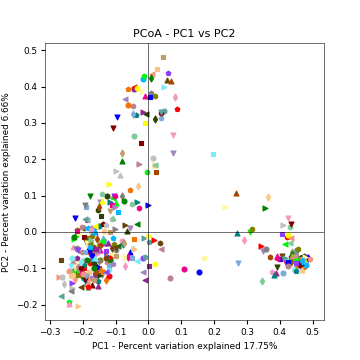 PCoA - PC1 vs PC2
PC2 - Percent variation explained 6.66%
0.5
0.4
0.3
0.2
0.1
0.0
−0.1
−0.2
−0.3 −0.2 −0.1 0.0 0.1 0.2 0.3 0.4 0.5
PC1 - Percent variation explained 17.75%